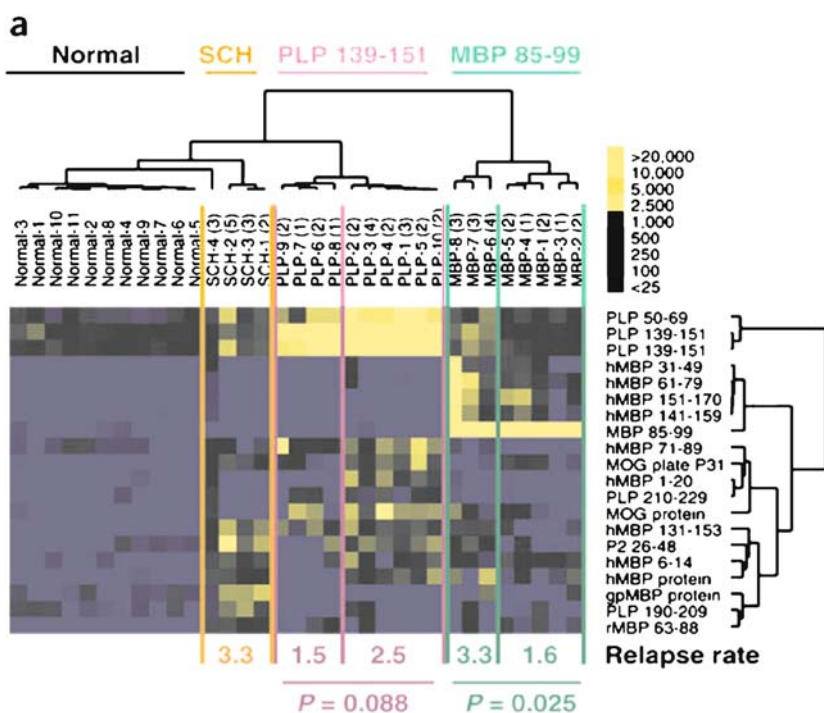 a
Normal SCH PLP 139-151 MBP 85-99
>20,000
10,000
5,000
2,500
1,000
500
250
100
<25
Normal-3
Normal-1
Normal-10
Normal-11
Normal-2
Normal-8
Normal-4
Normal-9
Normal-7
Normal-6
Normal-5
SCH-4 (3)
SCH-2 (5)
SCH-3 (3)
SCH-1 (2)
PLP-9 (2)
PLP-7 (1)
PLP-6 (2)
PLP-8 (1)
PLP-2 (2)
PLP-3 (4)
PLP-4 (2)
PLP-1 (3)
PLP-5 (2)
PLP-10 (2)
MBP-8 (3)
MBP-7 (3)
MBP-6 (4)
MBP-5 (2)
MBP-4 (1)
MBP-1 (2)
MBP-3 (1)
MBP-2 (2)
PLP 50-69
PLP 139-151
PLP 139-151
hMBP 31-49
hMBP 61-79
hMBP 151-170
hMBP 141-159
MBP 85-99
hMBP 71-89
MOG plate P31
hMBP 1-20
PLP 210-229
MOG protein
hMBP 131-153
P2 26-48
hMBP 6-14
hMBP protein
gpMBP protein
PLP 190-209
rMBP 63-88
3.3 1.5 2.5 3.3 1.6 Relapse rate
P = 0.088 P = 0.025